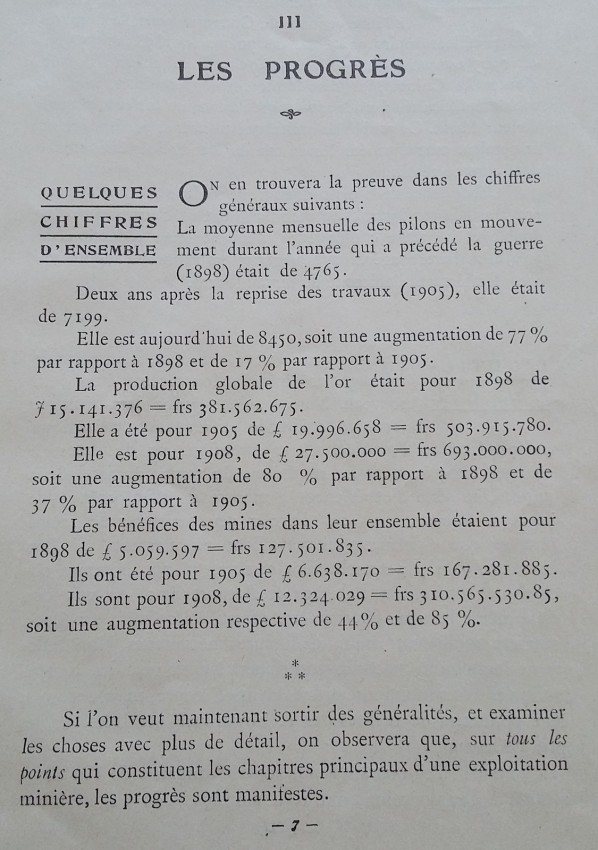 III
LES PROGRÈS
QUELQUES
CHIFFRES
D'ENSEMBLE
ON en trouvera la preuve dans les chiffres
généraux suivants :
La moyenne mensuelle des pilons en mouve-
ment durant l'année qui a précédé la guerre
(1898) était de 4765.
Deux ans après la reprise des travaux (1905), elle était
de 7199.
Elle est aujourd'hui de 8450, soit une augmentation de 77 %
par rapport à 1898 et de 17 % par rapport à 1905.
La production globale de l'or était pour 1898 de
£ 15.141.376 = frs 381.562.675.
Elle a été pour 1905 de £ 19.996.658 = frs 503.915.780.
Elle est pour 1908, de £ 27.500.000 = frs 693.000.000,
soit une augmentation de 80 % par rapport à 1898 et de
37 % par rapport à 1905.
Les bénéfices des mines dans leur ensemble étaient pour
1898 de £ 5.059.597 = frs 127.501.835.
Ils ont été pour 1905 de £ 6.638.170 = frs 167.281.885.
Ils sont pour 1908, de £ 12.324.029 = frs 310.565.530.85,
soit une augmentation respective de 44% et de 85 %.
*
* *
Si l'on veut maintenant sortir des généralités, et examiner
les choses avec plus de détail, on observera que, sur tous les
points qui constituent les chapitres principaux d'une exploitation
minière, les progrès sont manifestes.
— 7 —